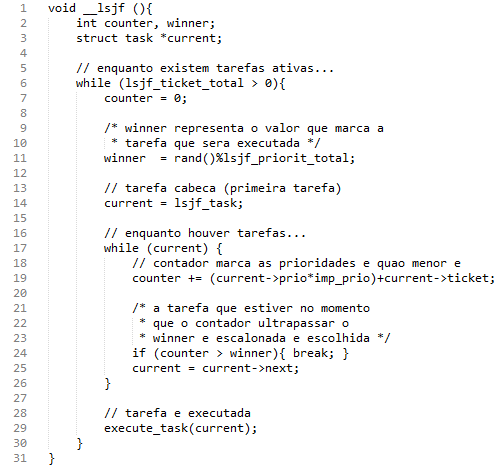 1 void __lsjf (){
2     int counter, winner;
3     struct task *current;
4
5     // enquanto existem tarefas ativas...
6     while (lsjf_ticket_total > 0){
7         counter = 0;
8
9         /* winner representa o valor que marca a
10          * tarefa que sera executada */
11         winner  = rand()%lsjf_priorit_total;
12
13         // tarefa cabeca (primeira tarefa)
14         current = lsjf_task;
15
16         // enquanto houver tarefas...
17         while (current) {
18             // contador marca as prioridades e quao menor e
19             counter += (current->prio*imp_prio)+current->ticket;
20
21             /* a tarefa que estiver no momento
22              * que o contador ultrapassar o
23              * winner e escalonada e escolhida */
24             if (counter > winner){ break; }
25             current = current->next;
26         }
27
28         // tarefa e executada
29         execute_task(current);
30     }
31 }